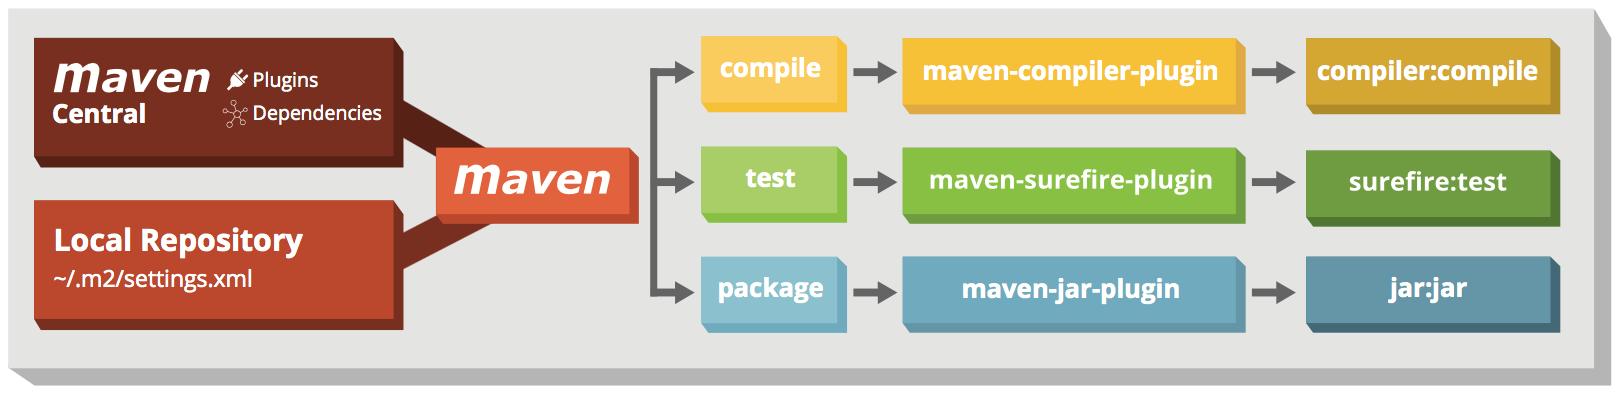 maven
Central
Plugins
Dependencies
Local Repository
~/.m2/settings.xml
maven
compile
maven-compiler-plugin
compiler:compile
test
maven-surefire-plugin
surefire:test
package
maven-jar-plugin
jar:jar